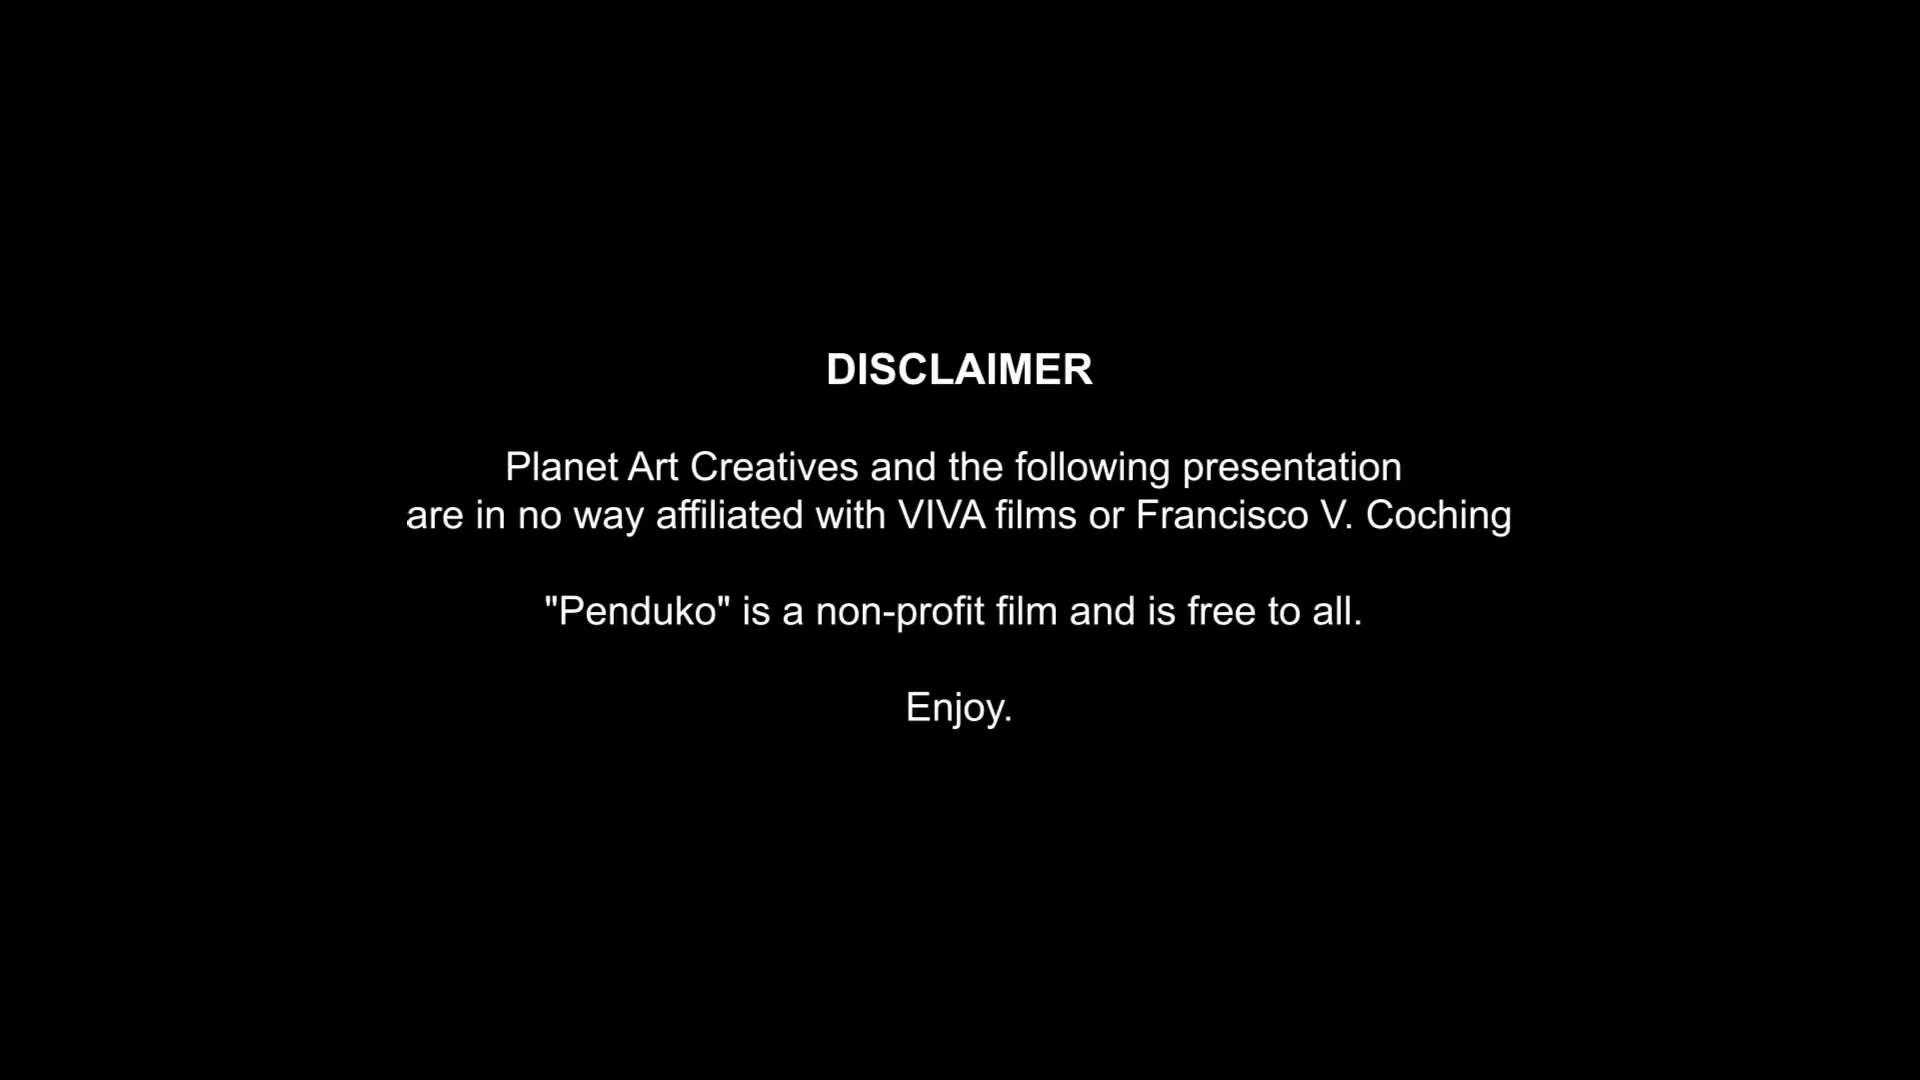 DISCLAIMER
Planet Art Creatives and the following presentation
are in no way affiliated with VIVA films or Francisco V. Coching
"Penduko" is a non-profit film and is free to all.
Enjoy.